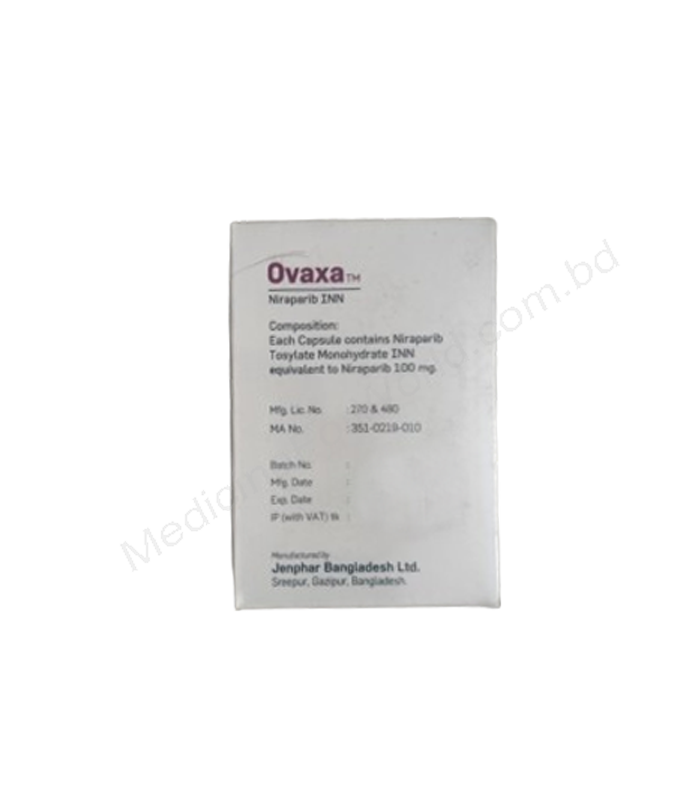 Ovaxa™
Niraparib INN
Composition:
Each Capsule contains Niraparib
Tosylate Monohydrate INN
equivalent to Niraparib 100 mg.
Mfg. Lic. No. : 270 & 480
MA No. : 351-0219-010
Batch No. :
Mfg. Date :
Exp. Date :
IP (with VAT) tk :
Manufactured by
Jenphar Bangladesh Ltd.
Sreepur, Gazipur, Bangladesh.